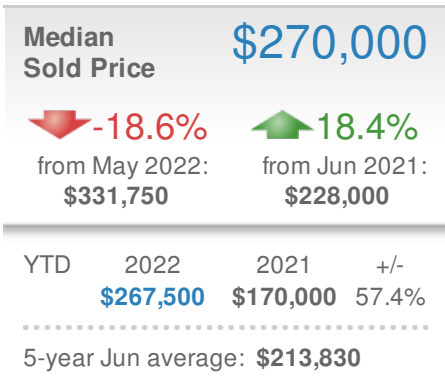 Median $270,000
Sold Price
-18.6% 18.4%
from May 2022: from Jun 2021:
$331,750 $228,000
YTD 2022 2021 +/-
$267,500 $170,000 57.4%
5-year Jun average: $213,830